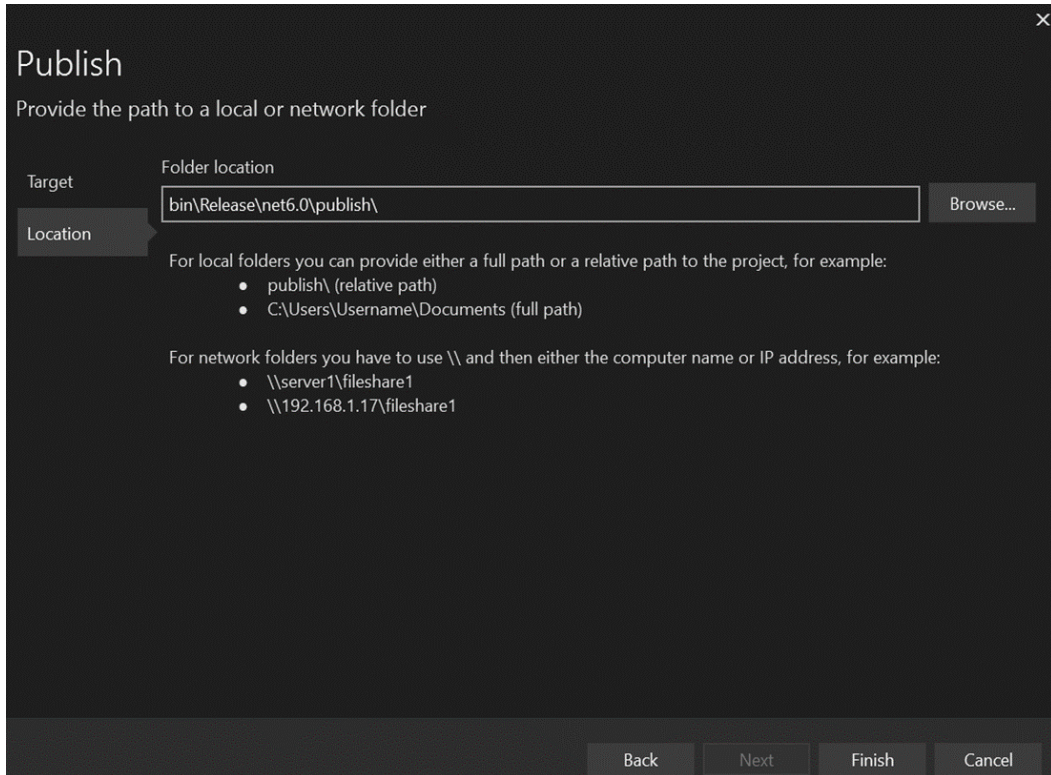 Publish
Provide the path to a local or network folder
Target
Location
Folder location
bin\Release\net6.0\publish\
Browse...
For local folders you can provide either a full path or a relative path to the project, for example:
● publish\ (relative path)
● C:\Users\Username\Documents (full path)
For network folders you have to use \\ and then either the computer name or IP address, for example:
● \\server1\fileshare1
● \\192.168.1.17\fileshare1
Back
Next
Finish
Cancel